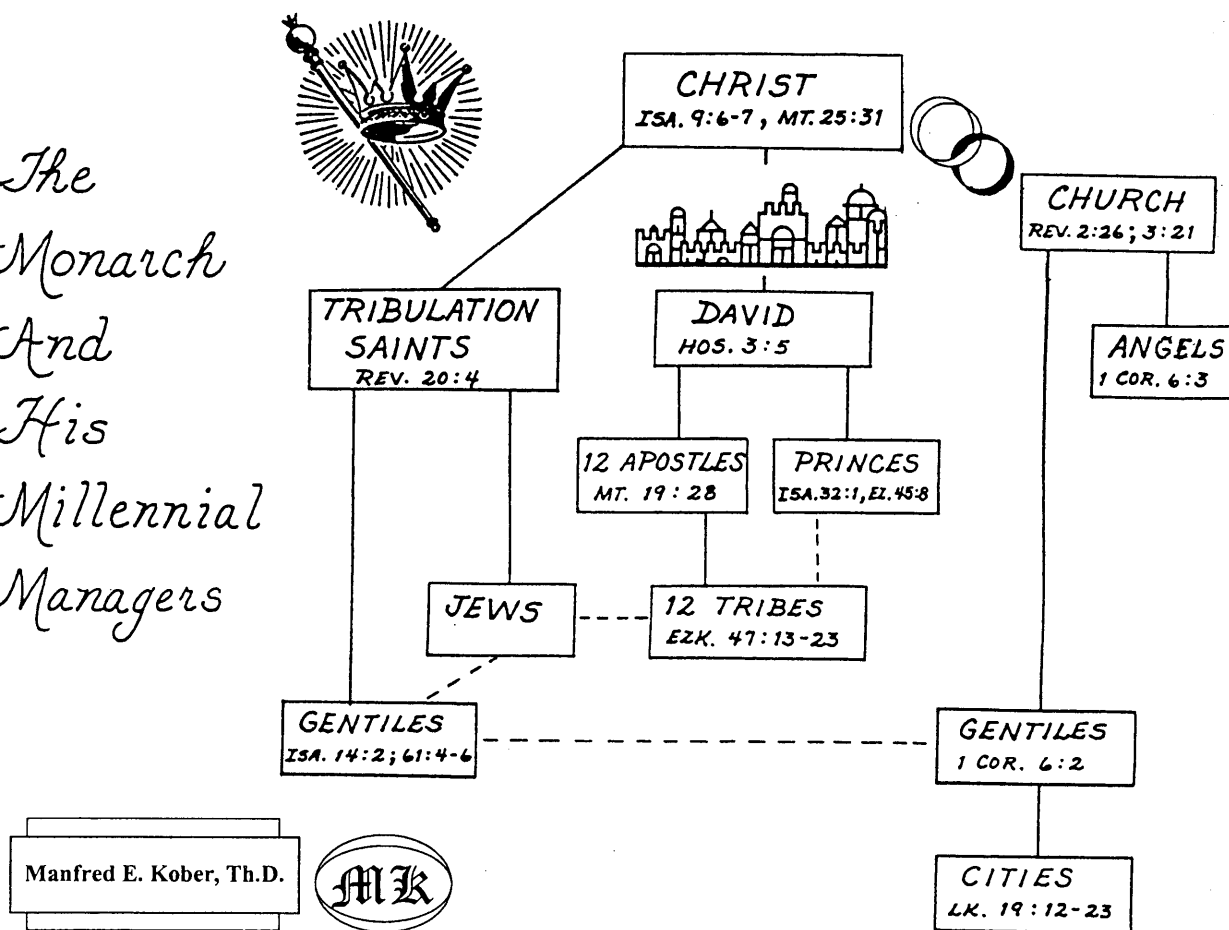 The
Monarch
And
His
Millennial
Managers
CHRIST
ISA. 9:6-7, MT. 25:31
CHURCH
REV. 2:26; 3:21
TRIBULATION
SAINTS
REV. 20:4
DAVID
HOS. 3:5
ANGELS
1 COR. 6:3
12 APOSTLES
MT. 19:28
PRINCES
ISA. 32:1, EZ. 45:8
JEWS
12 TRIBES
EZK. 47:13-23
GENTILES
ISA. 14:2; 61:4-6
GENTILES
1 COR. 6:2
CITIES
LK. 19:12-23
Manfred E. Kober, Th.D.
MK